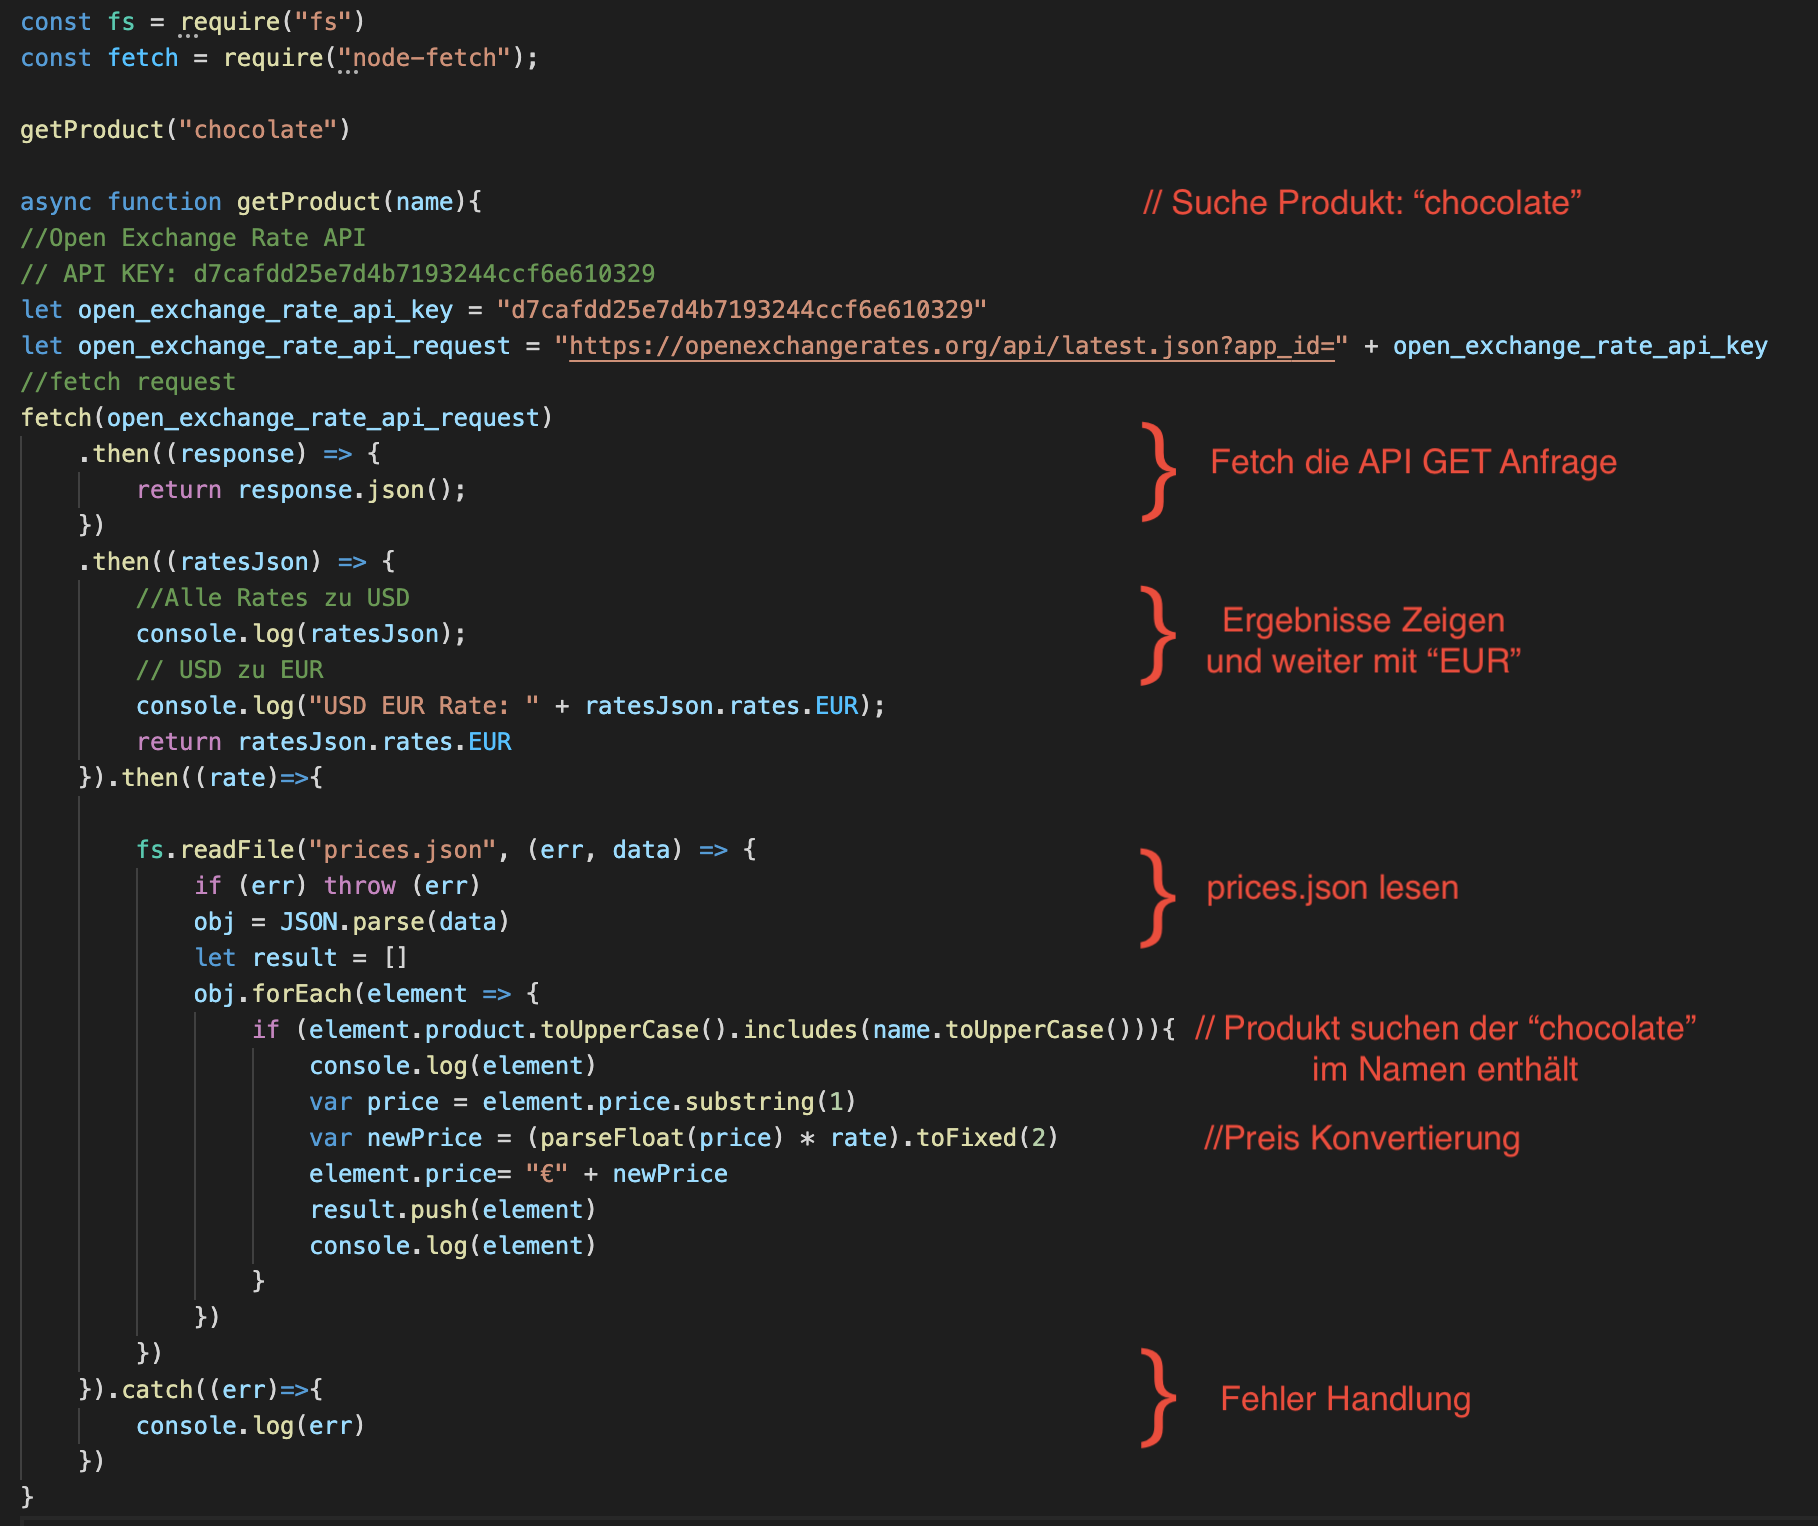 const fs = require("fs")
const fetch = require("node-fetch");
getProduct("chocolate")
async function getProduct(name){ // Suche Produkt: “chocolate”
//Open Exchange Rate API
// API KEY: d7cafdd25e7d4b7193244ccf6e610329
let open_exchange_rate_api_key = "d7cafdd25e7d4b7193244ccf6e610329"
let open_exchange_rate_api_request = "https://openexchangerates.org/api/latest.json?app_id=" + open_exchange_rate_api_key
//fetch request
fetch(open_exchange_rate_api_request)
.then((response) => {
} Fetch die API GET Anfrage
return response.json();
})
.then((ratesJson) => {
//Alle Rates zu USD
} Ergebnisse Zeigen
console.log(ratesJson);
und weiter mit “EUR”
// USD zu EUR
console.log("USD EUR Rate: " + ratesJson.rates.EUR);
return ratesJson.rates.EUR
}).then((rate)=>{
fs.readFile("prices.json", (err, data) => {
if (err) throw (err) } prices.json lesen
obj = JSON.parse(data)
let result = []
obj.forEach(element => {
if (element.product.toUpperCase().includes(name.toUpperCase())){ // Produkt suchen der “chocolate”
console.log(element) im Namen enthält
var price = element.price.substring(1)
var newPrice = (parseFloat(price) * rate).toFixed(2) //Preis Konvertierung
element.price= "€" + newPrice
result.push(element)
console.log(element)
}
})
})
}).catch((err)=>{ } Fehler Handlung
console.log(err)
})
}